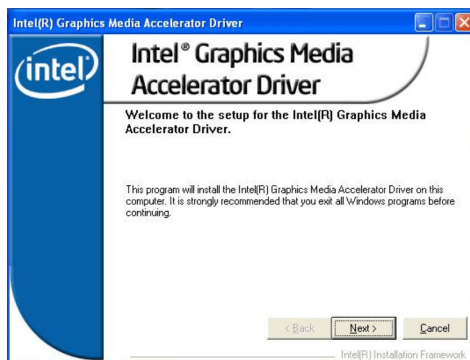 Intel(R) Graphics Media Accelerator Driver
intel
Intel® Graphics Media
Accelerator Driver
Welcome to the setup for the Intel(R) Graphics Media
Accelerator Driver.
This program will install the Intel(R) Graphics Media Accelerator Driver on this
computer. It is strongly recommended that you exit all Windows programs before
continuing.
< Back Next > Cancel
Intel(R) Installation Framework